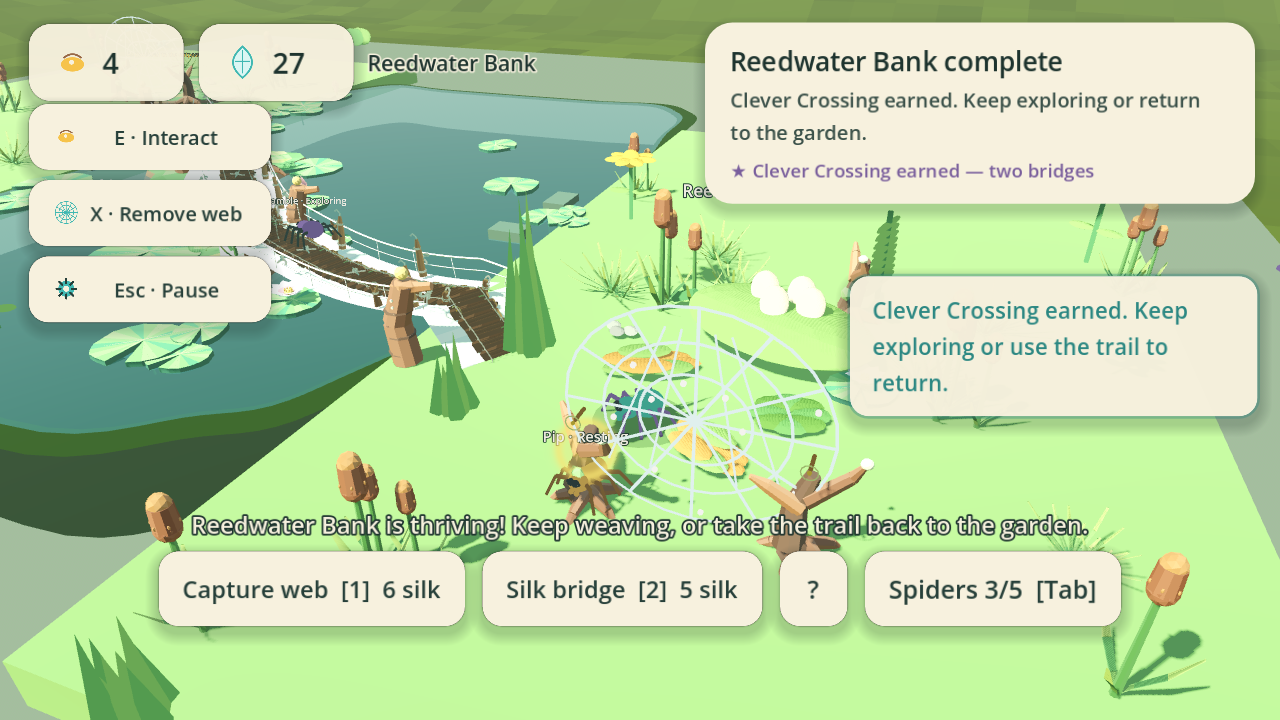 4
27
Reedwater Bank
E · Interact
X · Remove web
Esc · Pause
Reedwater Bank complete
Clever Crossing earned. Keep exploring or return
to the garden.
★ Clever Crossing earned — two bridges
Exploring
Clever Crossing earned. Keep
exploring or use the trail to
return.
Pip · Resting
Reedwater Bank is thriving! Keep weaving, or take the trail back to the garden.
Capture web [1] 6 silk
Silk bridge [2] 5 silk
?
Spiders 3/5 [Tab]